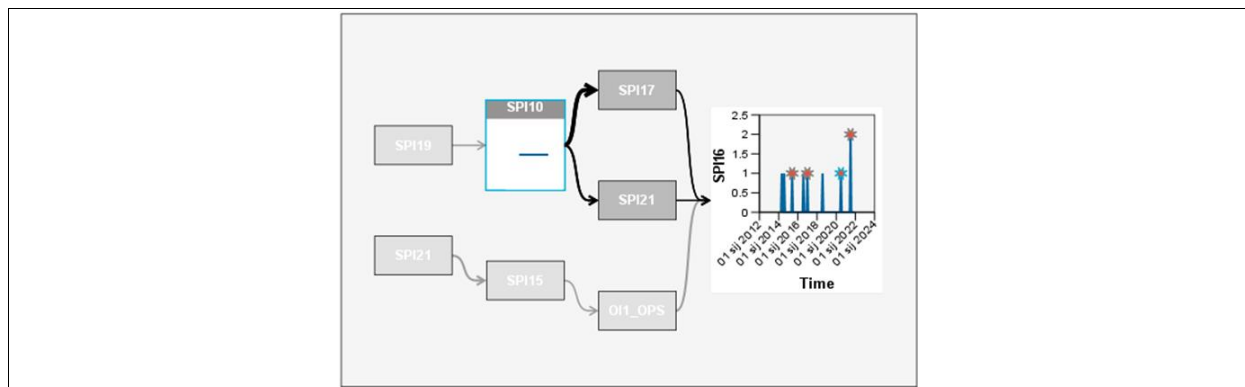 SPI17
SPI10
SPI19
SPI21
SPI21
SPI15
OI1_OPS
SPI16
2.5
2
1.5
1
0.5
0
01 sij 2012
01 sij 2014
01 sij 2016
01 sij 2018
01 sij 2020
01 sij 2022
01 sij 2024
Time